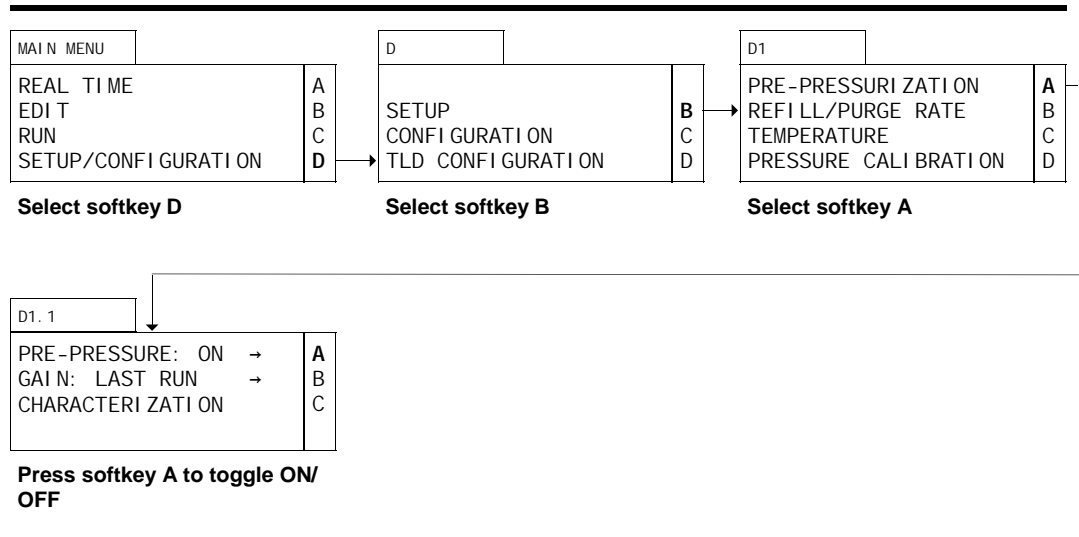 MAIN MENU
REAL TIME A
EDIT B
RUN C
SETUP/CONFIGURATION D
Select softkey D
D
SETUP B
CONFIGURATION C
TLD CONFIGURATION D
Select softkey B
D1
PRE-PRESSURIZATION A
REFILL/PURGE RATE B
TEMPERATURE C
PRESSURE CALIBRATION D
Select softkey A
D1.1
PRE-PRESSURE: ON → A
GAIN: LAST RUN → B
CHARACTERIZATION C
Press softkey A to toggle ON/
OFF